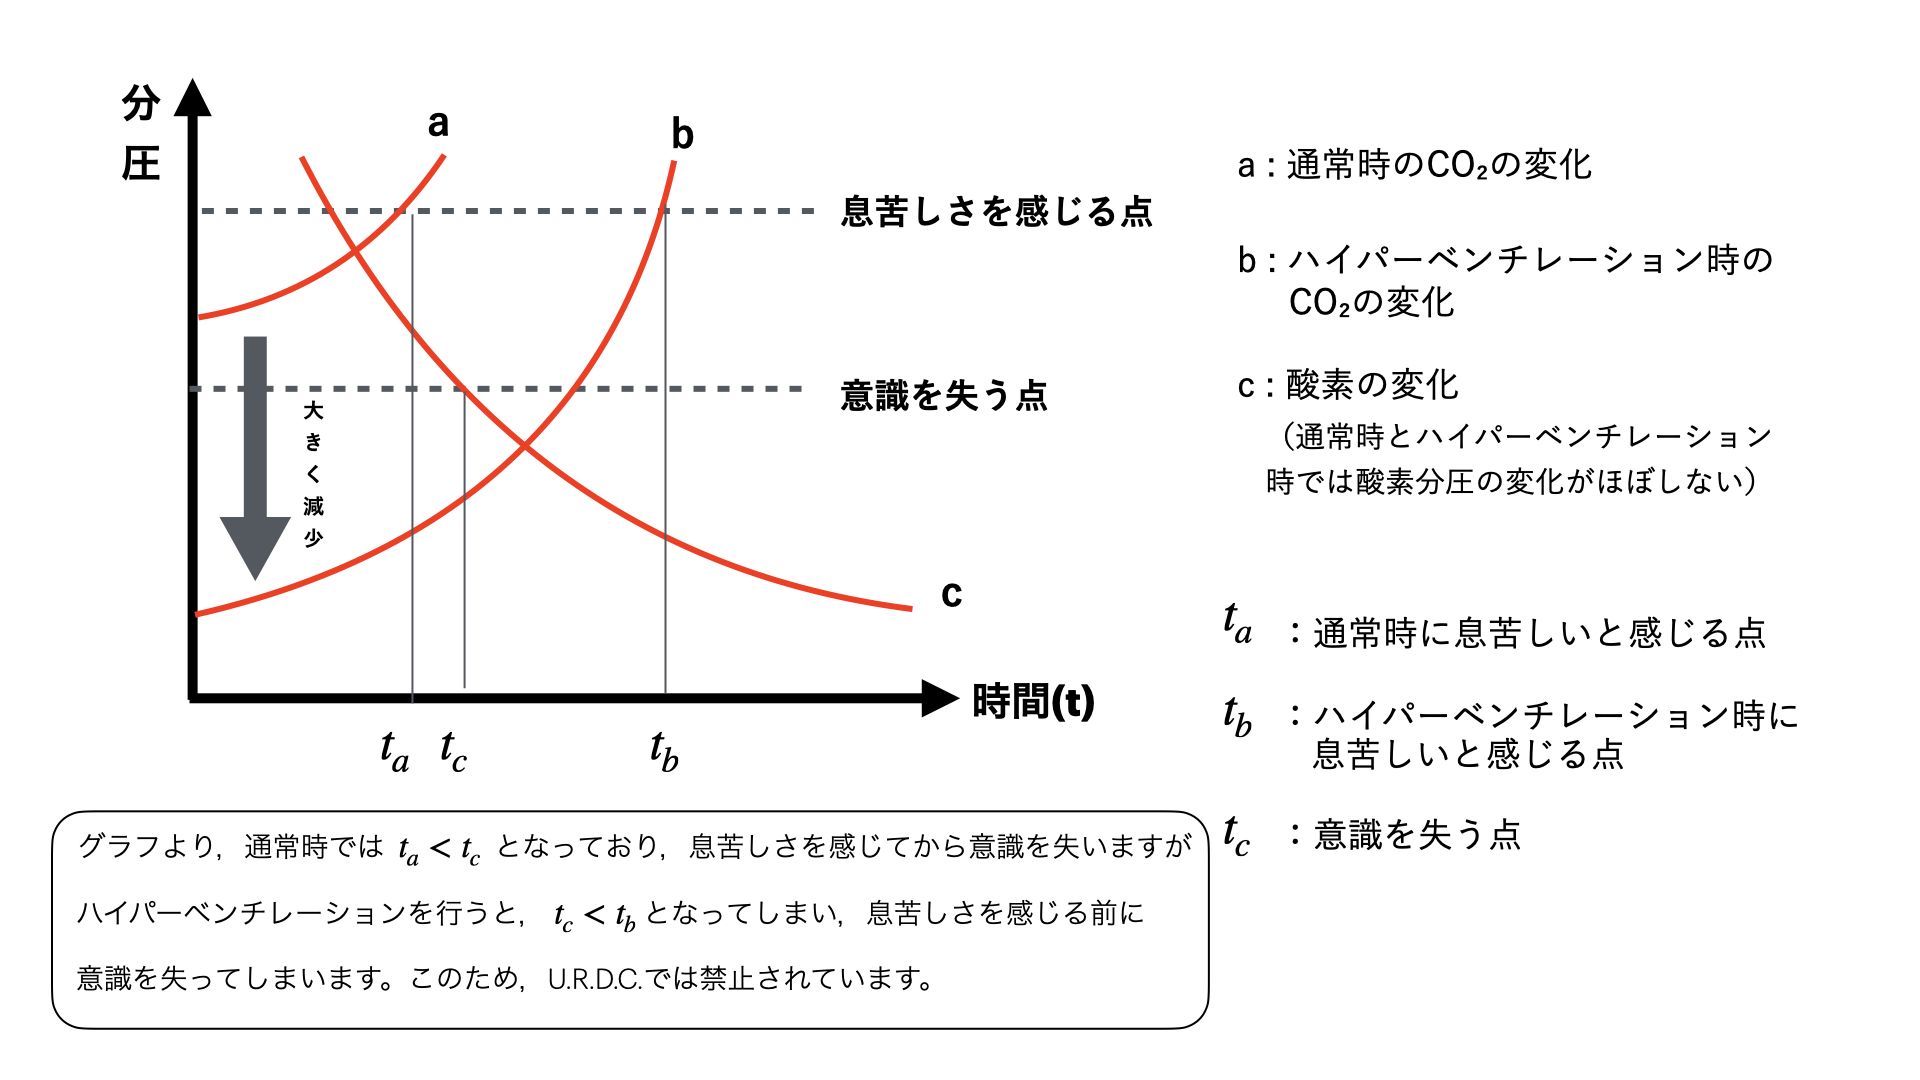 分
圧
a
b
息苦しさを感じる点
意識を失う点
大
き
く
減
少
c
時間(t)
ta tc tb
a : 通常時のCO₂の変化
b : ハイパーベンチレーション時の
CO₂の変化
c : 酸素の変化
（通常時とハイパーベンチレーション
時では酸素分圧の変化がほぼしない）
ta : 通常時に息苦しいと感じる点
tb : ハイパーベンチレーション時に
息苦しいと感じる点
tc : 意識を失う点
グラフより, 通常時では ta < tc となっており, 息苦しさを感じてから意識を失いますが
ハイパーベンチレーションを行うと, tc < tb となってしまい, 息苦しさを感じる前に
意識を失ってしまいます。このため, U.R.D.C.では禁止されています。